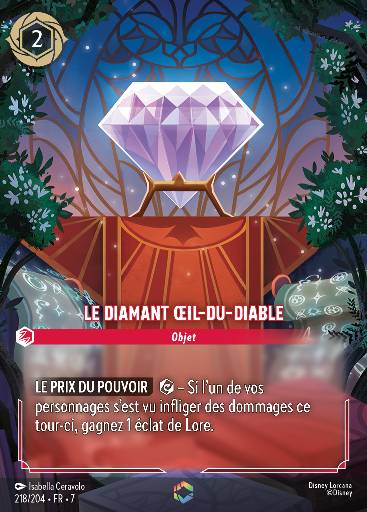 2
LE DIAMANT ŒIL-DU-DIABLE
Objet
LE PRIX DU POUVOIR – Si l'un de vos
personnages s'est vu infliger des dommages ce
tour-ci, gagnez 1 éclat de Lore.
Isabella Ceravolo
218/204 • FR • 7
Disney Lorcana
©Disney